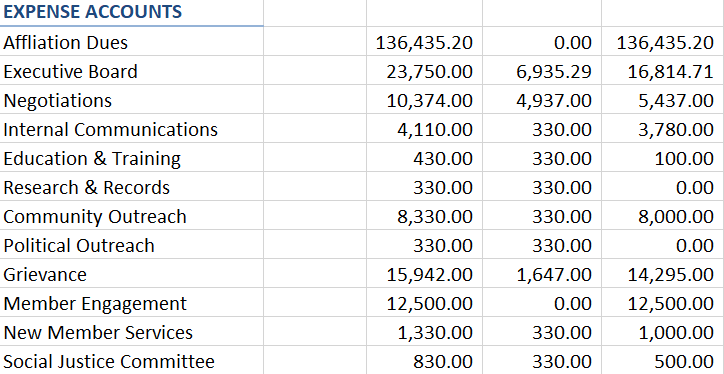 EXPENSE ACCOUNTS
Affliation Dues 136,435.20 0.00 136,435.20
Executive Board 23,750.00 6,935.29 16,814.71
Negotiations 10,374.00 4,937.00 5,437.00
Internal Communications 4,110.00 330.00 3,780.00
Education & Training 430.00 330.00 100.00
Research & Records 330.00 330.00 0.00
Community Outreach 8,330.00 330.00 8,000.00
Political Outreach 330.00 330.00 0.00
Grievance 15,942.00 1,647.00 14,295.00
Member Engagement 12,500.00 0.00 12,500.00
New Member Services 1,330.00 330.00 1,000.00
Social Justice Committee 830.00 330.00 500.00